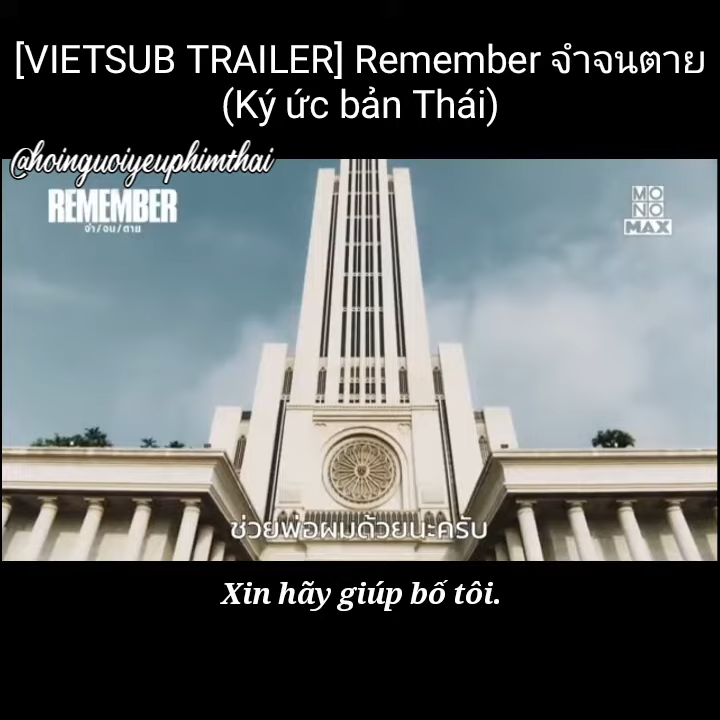 [VIETSUB TRAILER] Remember จำจนตาย
(Ký ức bản Thái)
@hoinguoiyeuphimthai
REMEMBER
จำ/จน/ตาย
MO
NO
MAX
ช่วยพ่อผมด้วยนะครับ
Xin hãy giúp bố tôi.